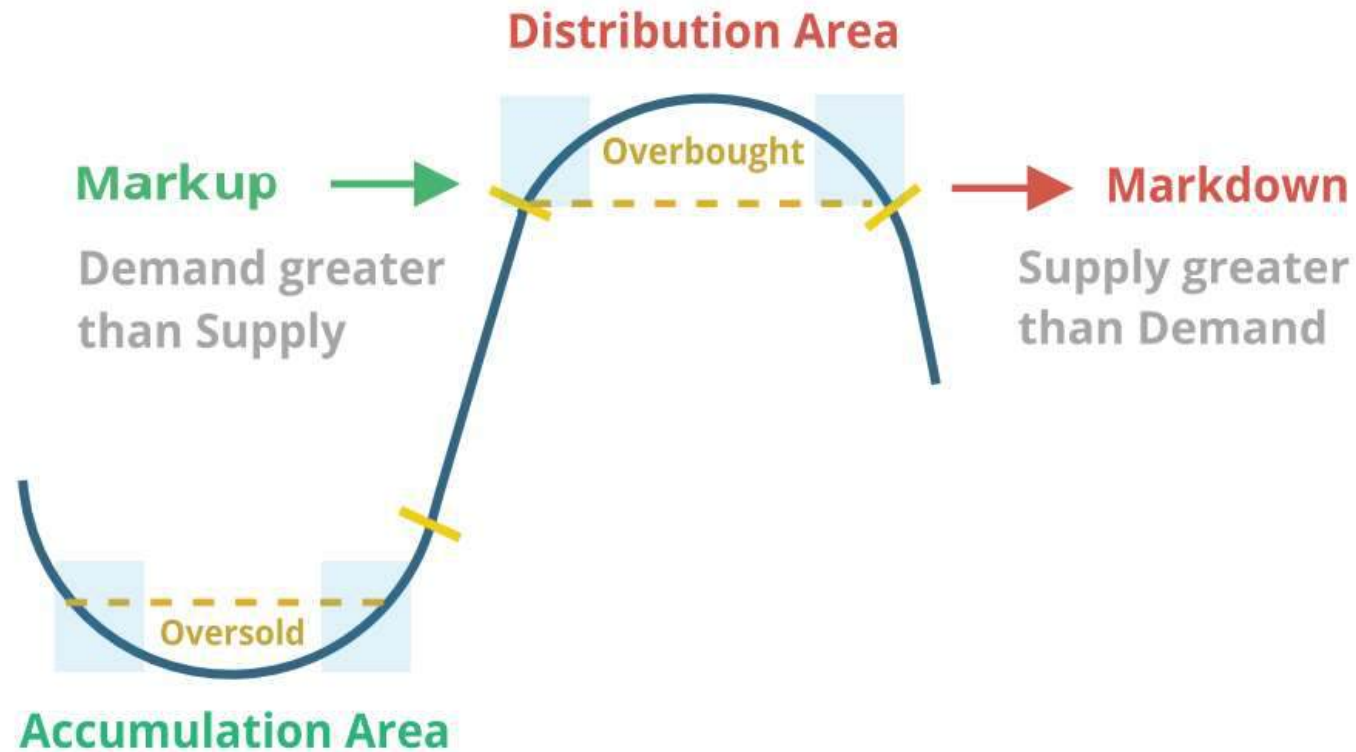 Distribution Area
Overbought
Markup
Markdown
Demand greater
than Supply
Supply greater
than Demand
Oversold
Accumulation Area